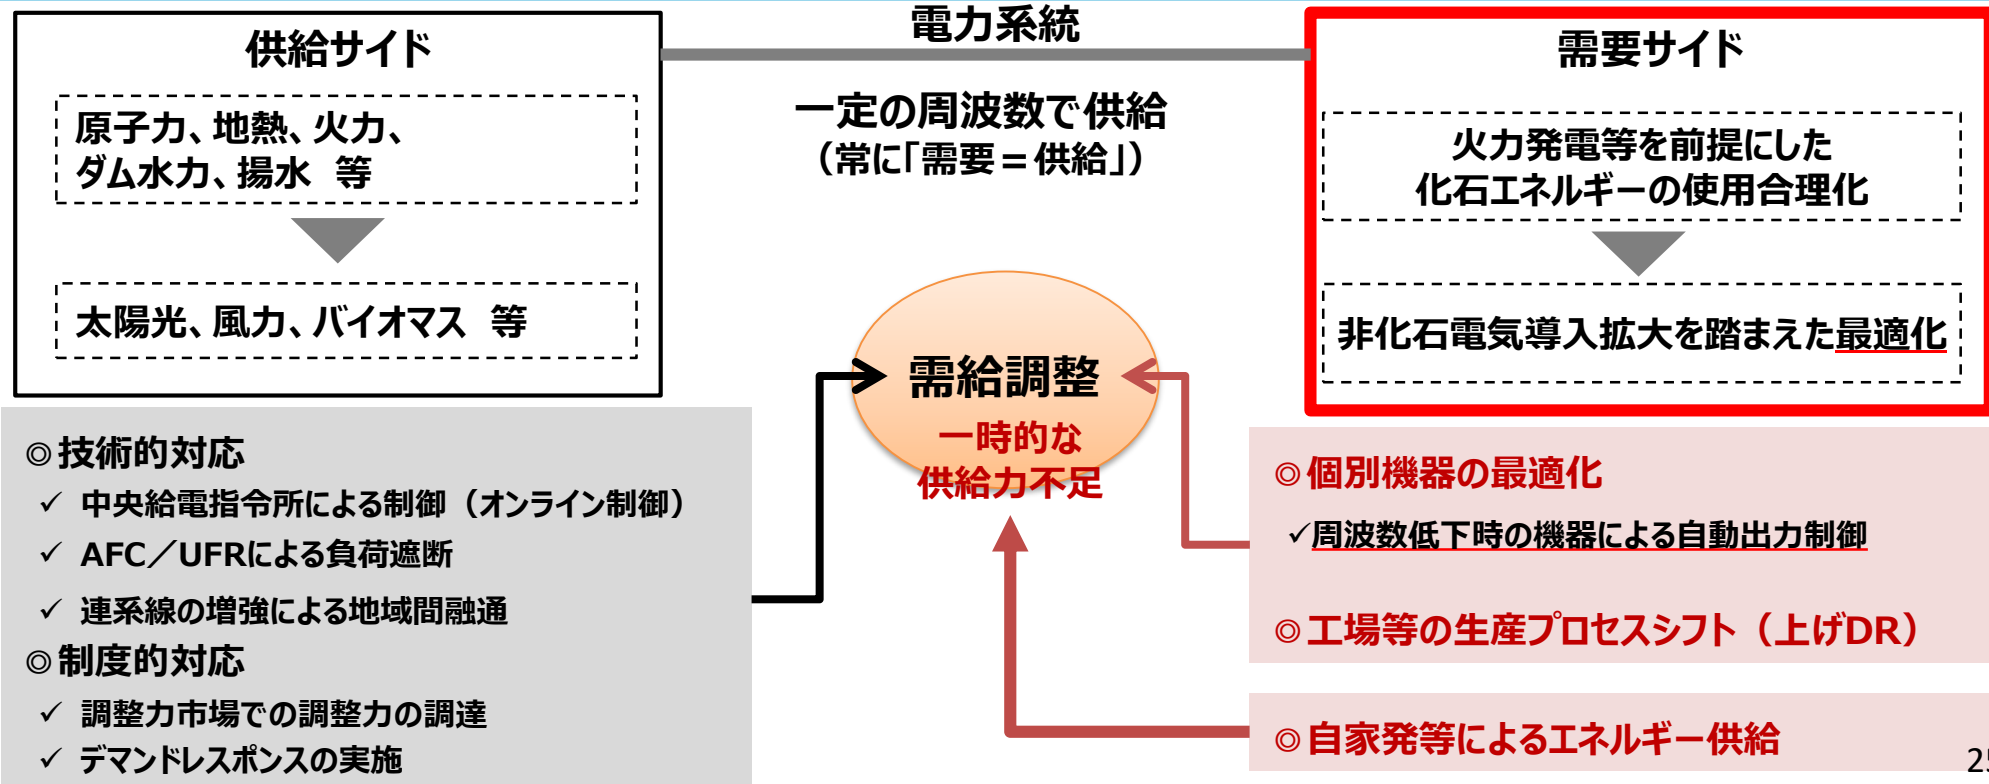 供給サイド
原子力、地熱、火力、
ダム水力、揚水 等
太陽光、風力、バイオマス 等
電力系統
一定の周波数で供給
（常に「需要＝供給」）
需要サイド
火力発電等を前提にした
化石エネルギーの使用合理化
非化石電気導入拡大を踏まえた最適化
需給調整
一時的な
供給力不足
◎技術的対応
✓ 中央給電指令所による制御（オンライン制御）
✓ AFC／UFRによる負荷遮断
✓ 連系線の増強による地域間融通
◎制度的対応
✓ 調整力市場での調整力の調達
✓ デマンドレスポンスの実施
◎個別機器の最適化
✓周波数低下時の機器による自動出力制御
◎工場等の生産プロセスシフト（上げDR）
◎自家発等によるエネルギー供給